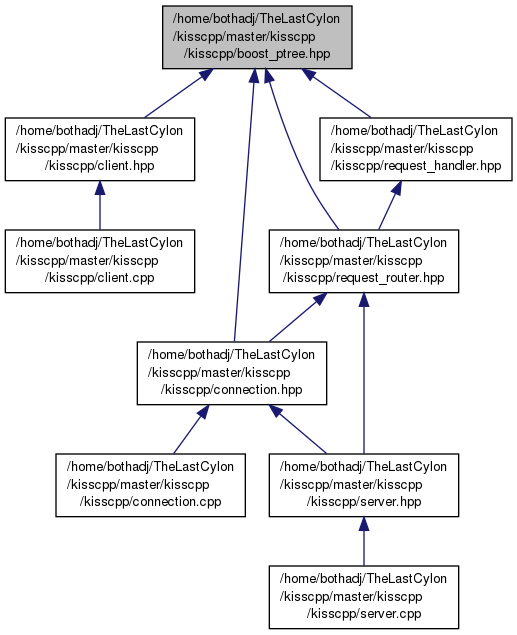 /home/bothadj/TheLastCylon
/kisscpp/master/kisscpp
/kisscpp/boost_ptree.hpp
/home/bothadj/TheLastCylon
/kisscpp/master/kisscpp
/kisscpp/client.hpp
/home/bothadj/TheLastCylon
/kisscpp/master/kisscpp
/kisscpp/request_handler.hpp
/home/bothadj/TheLastCylon
/kisscpp/master/kisscpp
/kisscpp/client.cpp
/home/bothadj/TheLastCylon
/kisscpp/master/kisscpp
/kisscpp/request_router.hpp
/home/bothadj/TheLastCylon
/kisscpp/master/kisscpp
/kisscpp/connection.hpp
/home/bothadj/TheLastCylon
/kisscpp/master/kisscpp
/kisscpp/connection.cpp
/home/bothadj/TheLastCylon
/kisscpp/master/kisscpp
/kisscpp/server.hpp
/home/bothadj/TheLastCylon
/kisscpp/master/kisscpp
/kisscpp/server.cpp